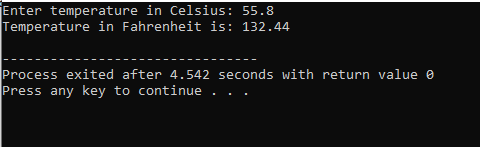 Enter temperature in Celsius: 55.8
Temperature in Fahrenheit is: 132.44
--------------------------------
Process exited after 4.542 seconds with return value 0
Press any key to continue . . .